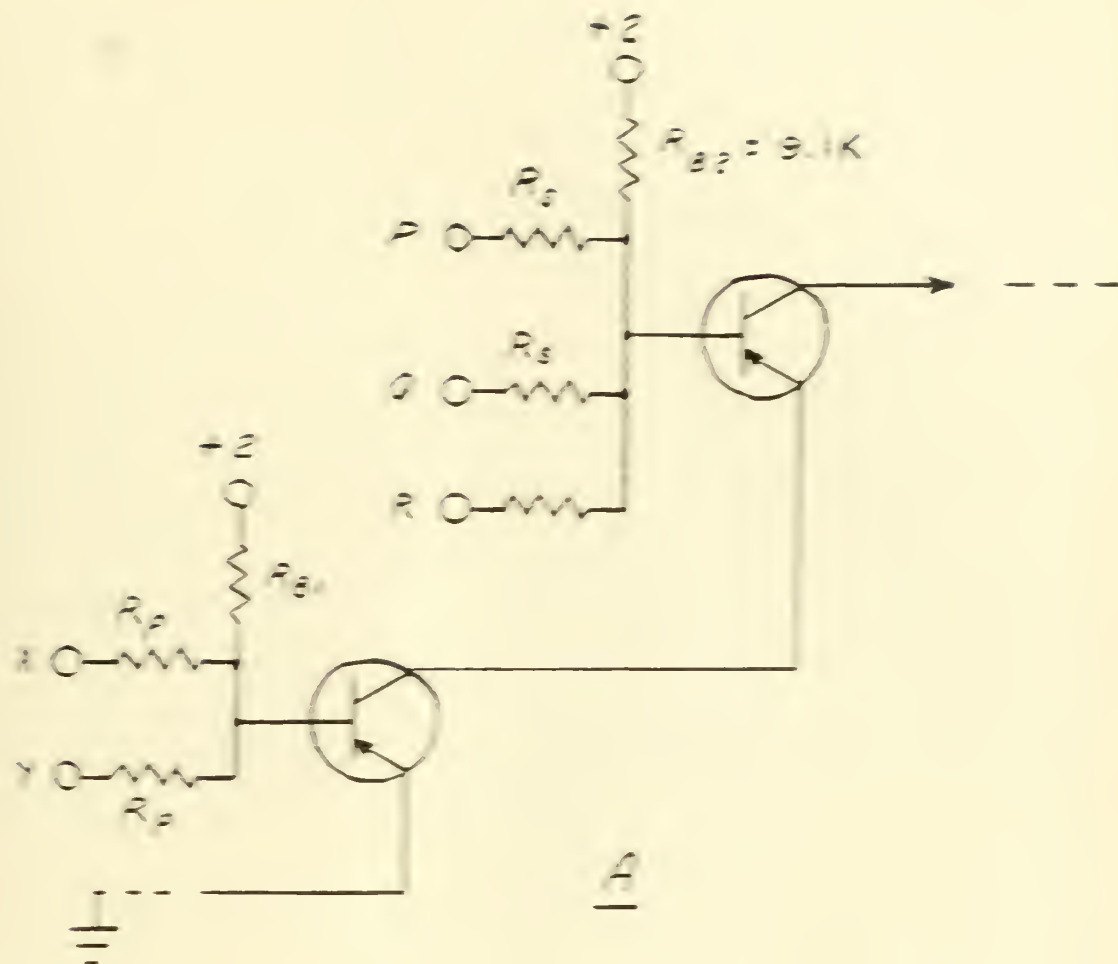 +2
R_B2 = 9.1K
R_s
P
R_s
Q
+2
R
R_B1
R_P
X
Y
R_P
A